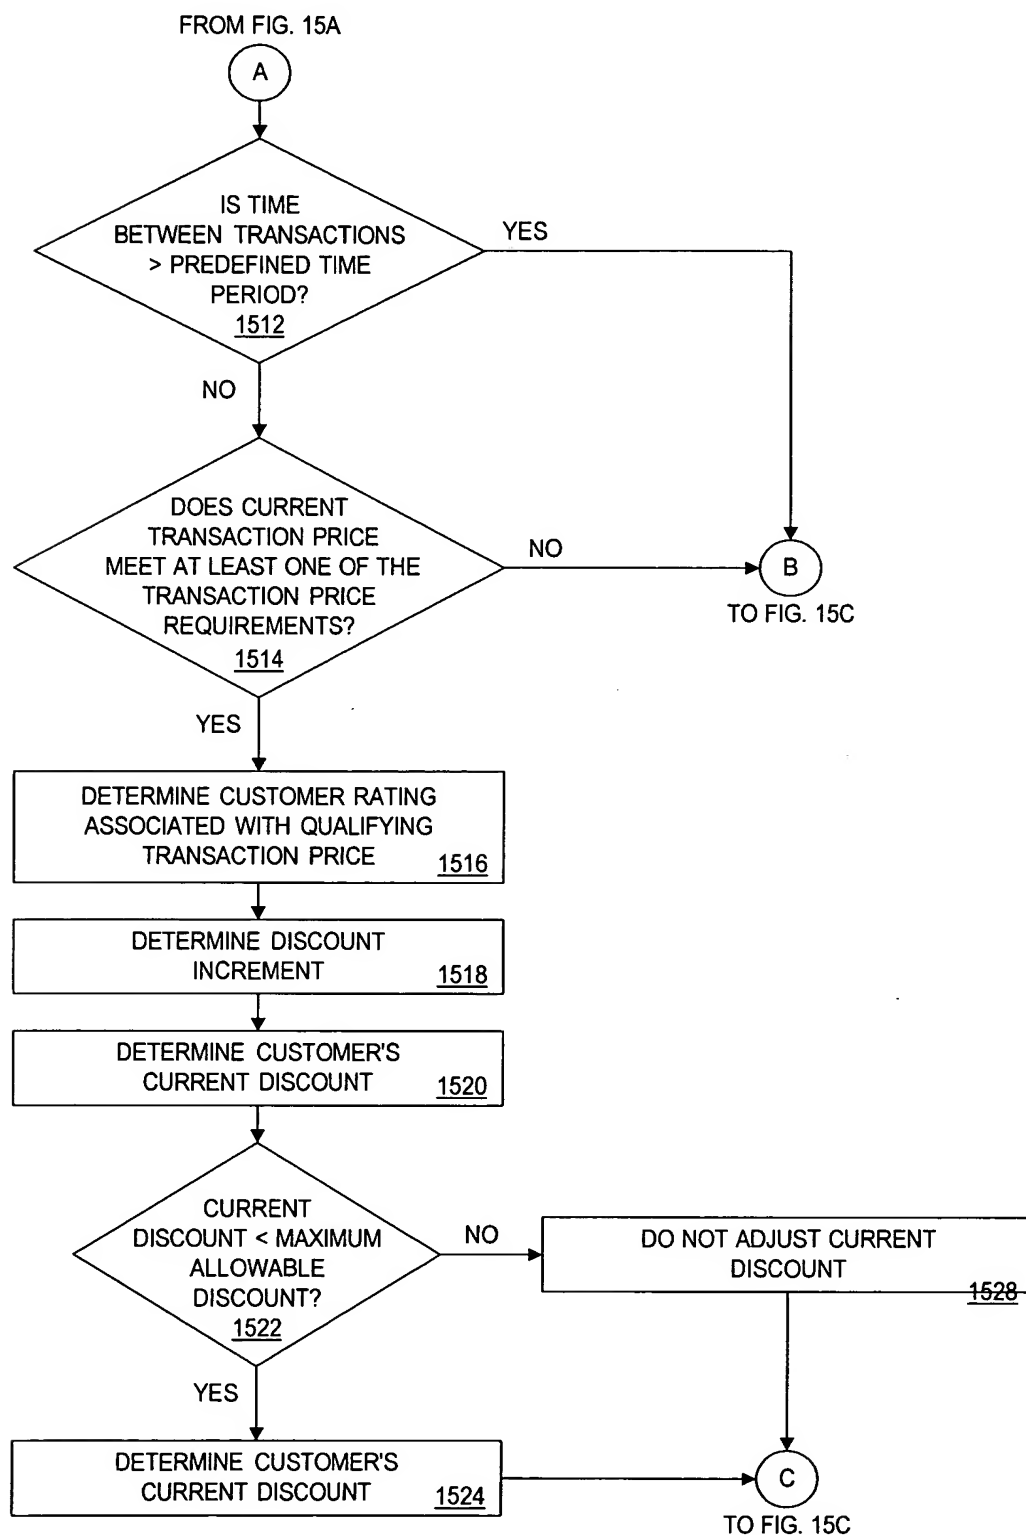 FROM FIG. 15A
A
IS TIME
BETWEEN TRANSACTIONS
> PREDEFINED TIME
PERIOD?
1512
YES
NO
DOES CURRENT
TRANSACTION PRICE
MEET AT LEAST ONE OF THE
TRANSACTION PRICE
REQUIREMENTS?
1514
NO
B
TO FIG. 15C
YES
DETERMINE CUSTOMER RATING
ASSOCIATED WITH QUALIFYING
TRANSACTION PRICE
1516
DETERMINE DISCOUNT
INCREMENT
1518
DETERMINE CUSTOMER'S
CURRENT DISCOUNT
1520
CURRENT
DISCOUNT < MAXIMUM
ALLOWABLE
DISCOUNT?
1522
NO
DO NOT ADJUST CURRENT
DISCOUNT
1528
YES
DETERMINE CUSTOMER'S
CURRENT DISCOUNT
1524
C
TO FIG. 15C